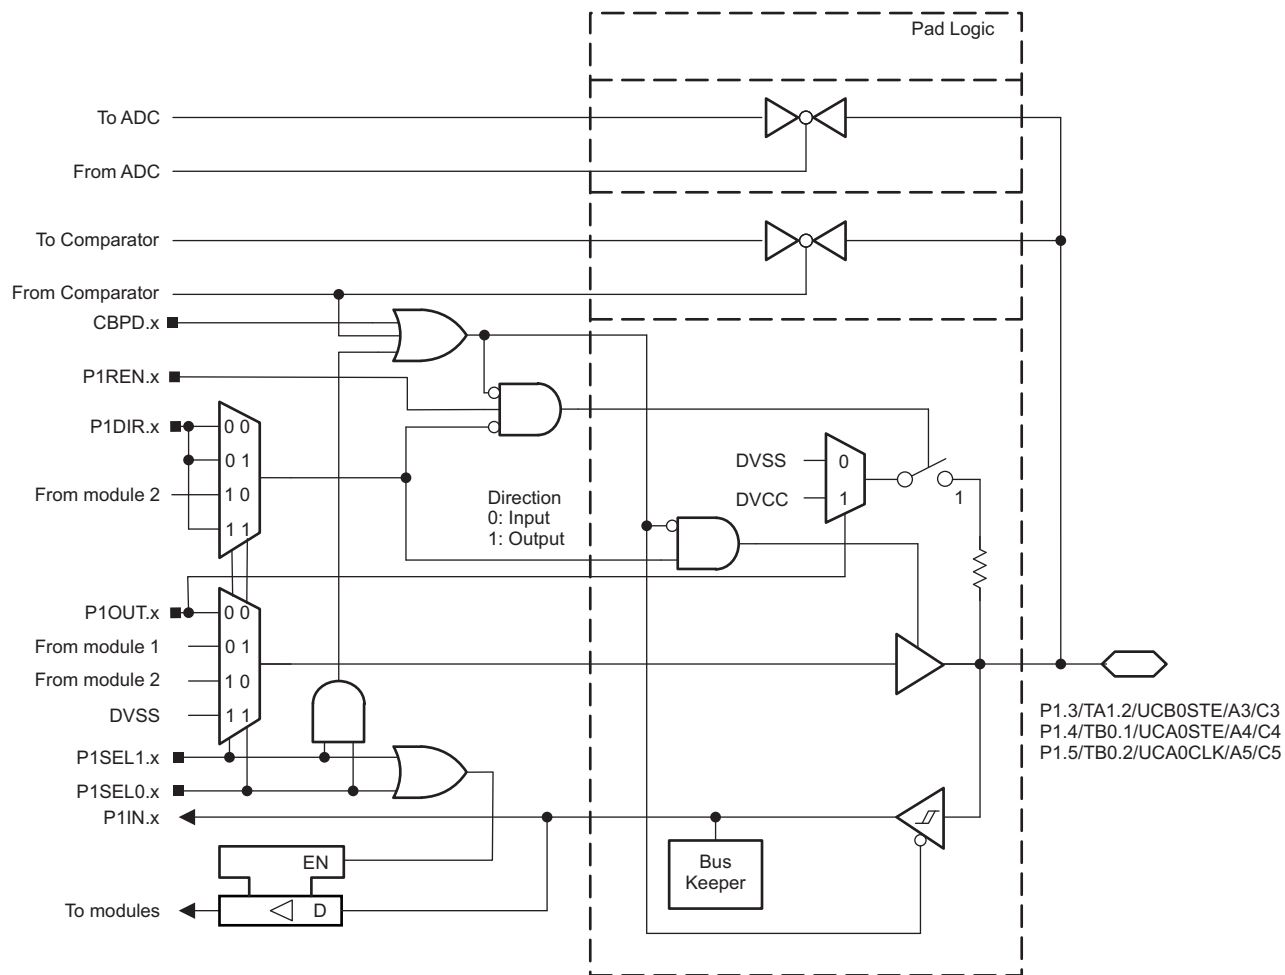 Pad Logic
To ADC
From ADC
To Comparator
From Comparator
CBPD.x
P1REN.x
P1DIR.x
0 0
0 1
From module 2
1 0
1 1
Direction
0: Input
1: Output
DVSS
0
DVCC
1
1
P1OUT.x
0 0
From module 1
0 1
From module 2
1 0
DVSS
1 1
P1.3/TA1.2/UCB0STE/A3/C3
P1.4/TB0.1/UCA0STE/A4/C4
P1.5/TB0.2/UCA0CLK/A5/C5
P1SEL1.x
P1SEL0.x
P1IN.x
Bus
Keeper
EN
To modules
D